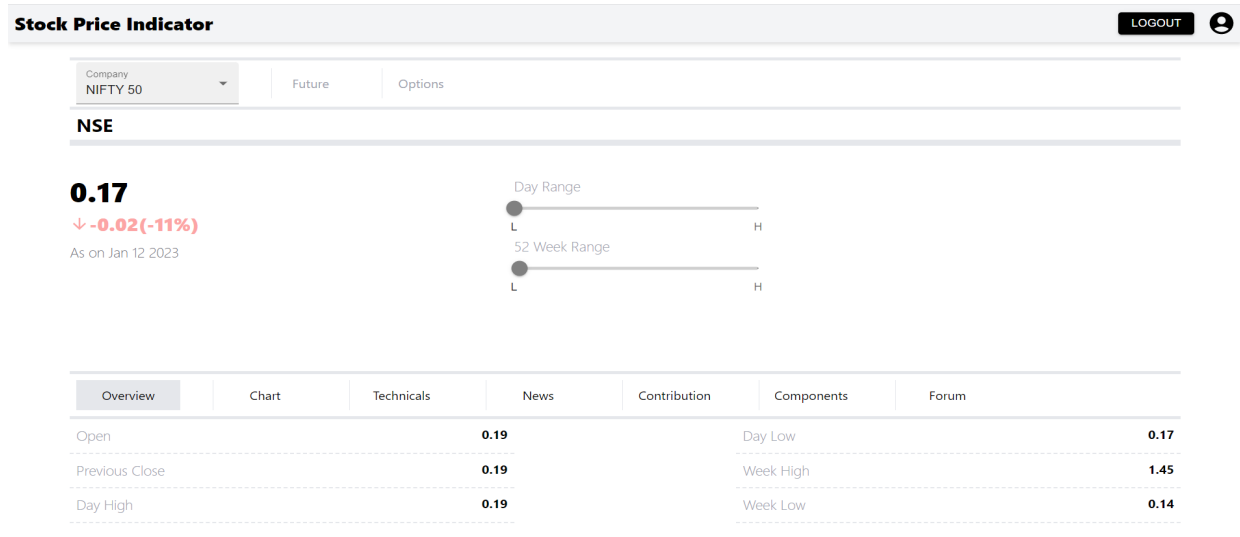 Stock Price Indicator LOGOUT
Company
NIFTY 50 Future Options
NSE
0.17
-0.02(-11%)
As on Jan 12 2023
Day Range
L H
52 Week Range
L H
Overview Chart Technicals News Contribution Components Forum
Open 0.19 Day Low 0.17
Previous Close 0.19 Week High 1.45
Day High 0.19 Week Low 0.14